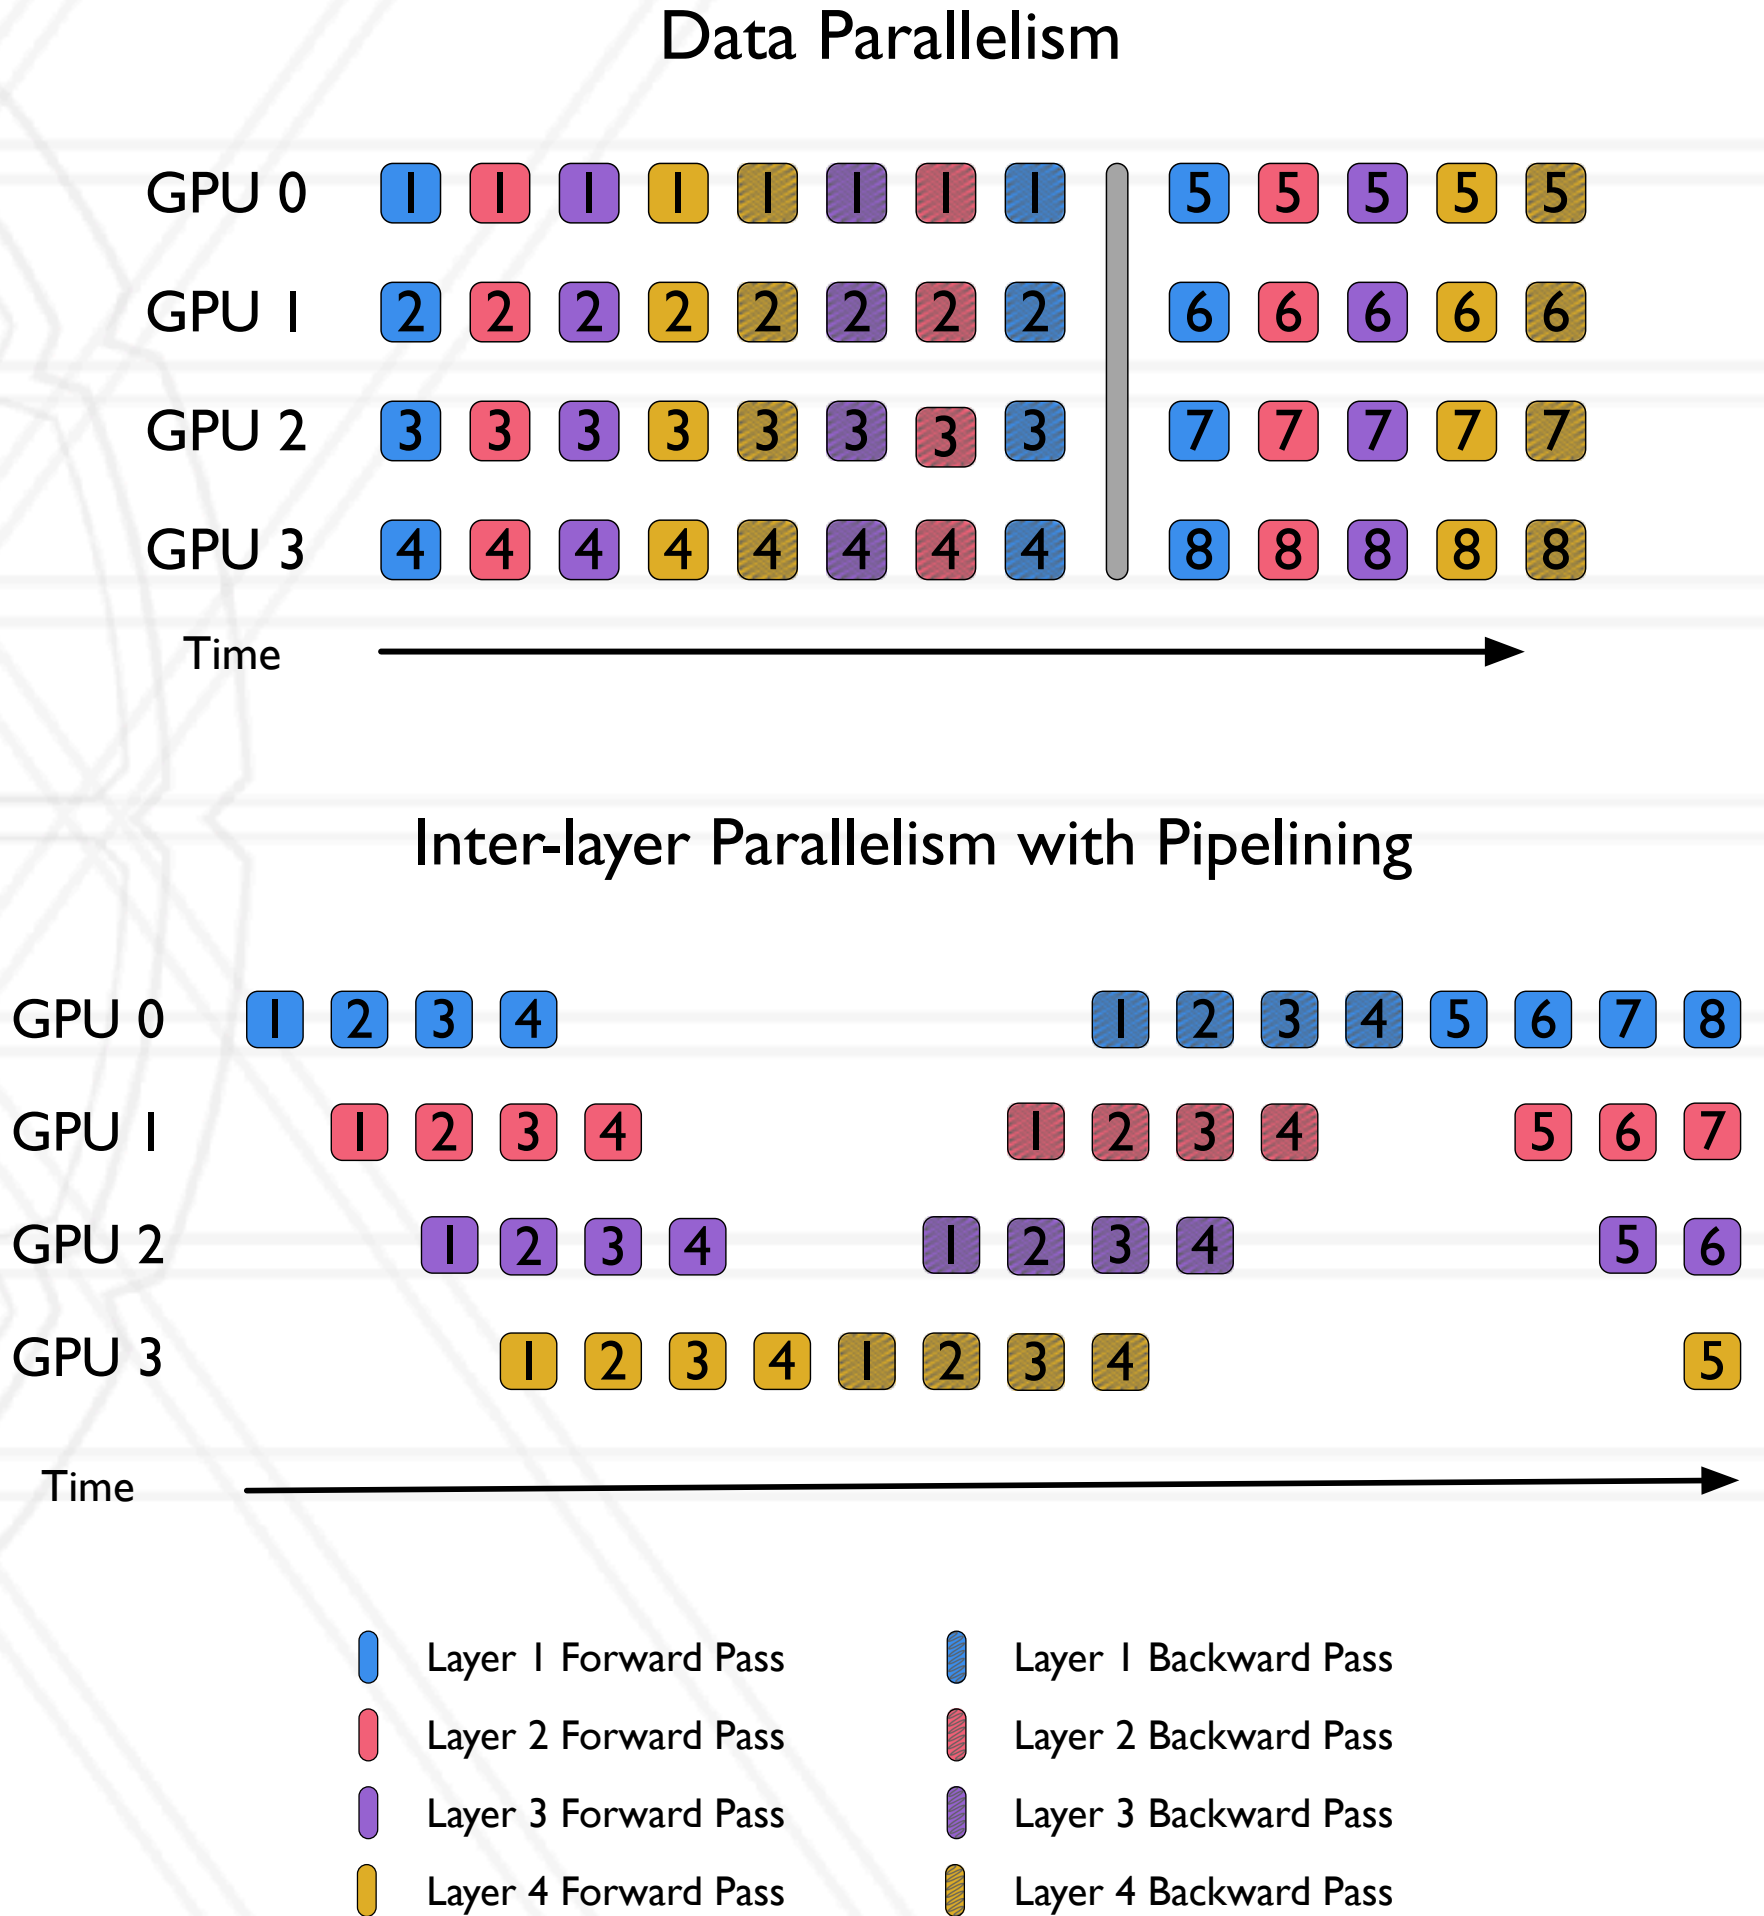 Data Parallelism
GPU 0 1 1 1 1 1 1 1 1 5 5 5 5 5
GPU 1 2 2 2 2 2 2 2 2 6 6 6 6 6
GPU 2 3 3 3 3 3 3 3 3 7 7 7 7 7
GPU 3 4 4 4 4 4 4 4 4 8 8 8 8 8
Time
Inter-layer Parallelism with Pipelining
GPU 0 1 2 3 4 1 2 3 4 5 6 7 8
GPU 1 1 2 3 4 1 2 3 4 5 6 7
GPU 2 1 2 3 4 1 2 3 4 5 6
GPU 3 1 2 3 4 1 2 3 4 5
Time
Layer 1 Forward Pass Layer 1 Backward Pass
Layer 2 Forward Pass Layer 2 Backward Pass
Layer 3 Forward Pass Layer 3 Backward Pass
Layer 4 Forward Pass Layer 4 Backward Pass